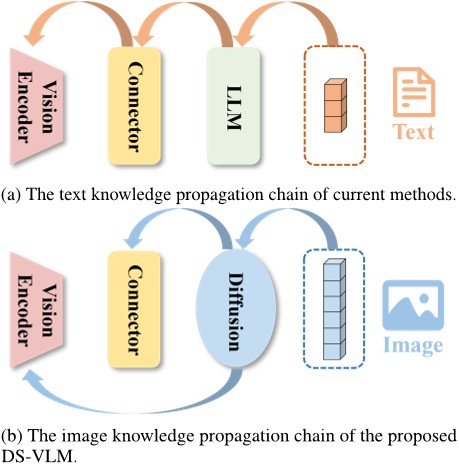 Vision
Encoder
Connector
LLM
Text
(a) The text knowledge propagation chain of current methods.
Vision
Encoder
Connector
Diffusion
Image
(b) The image knowledge propagation chain of the proposed
DS-VLM.